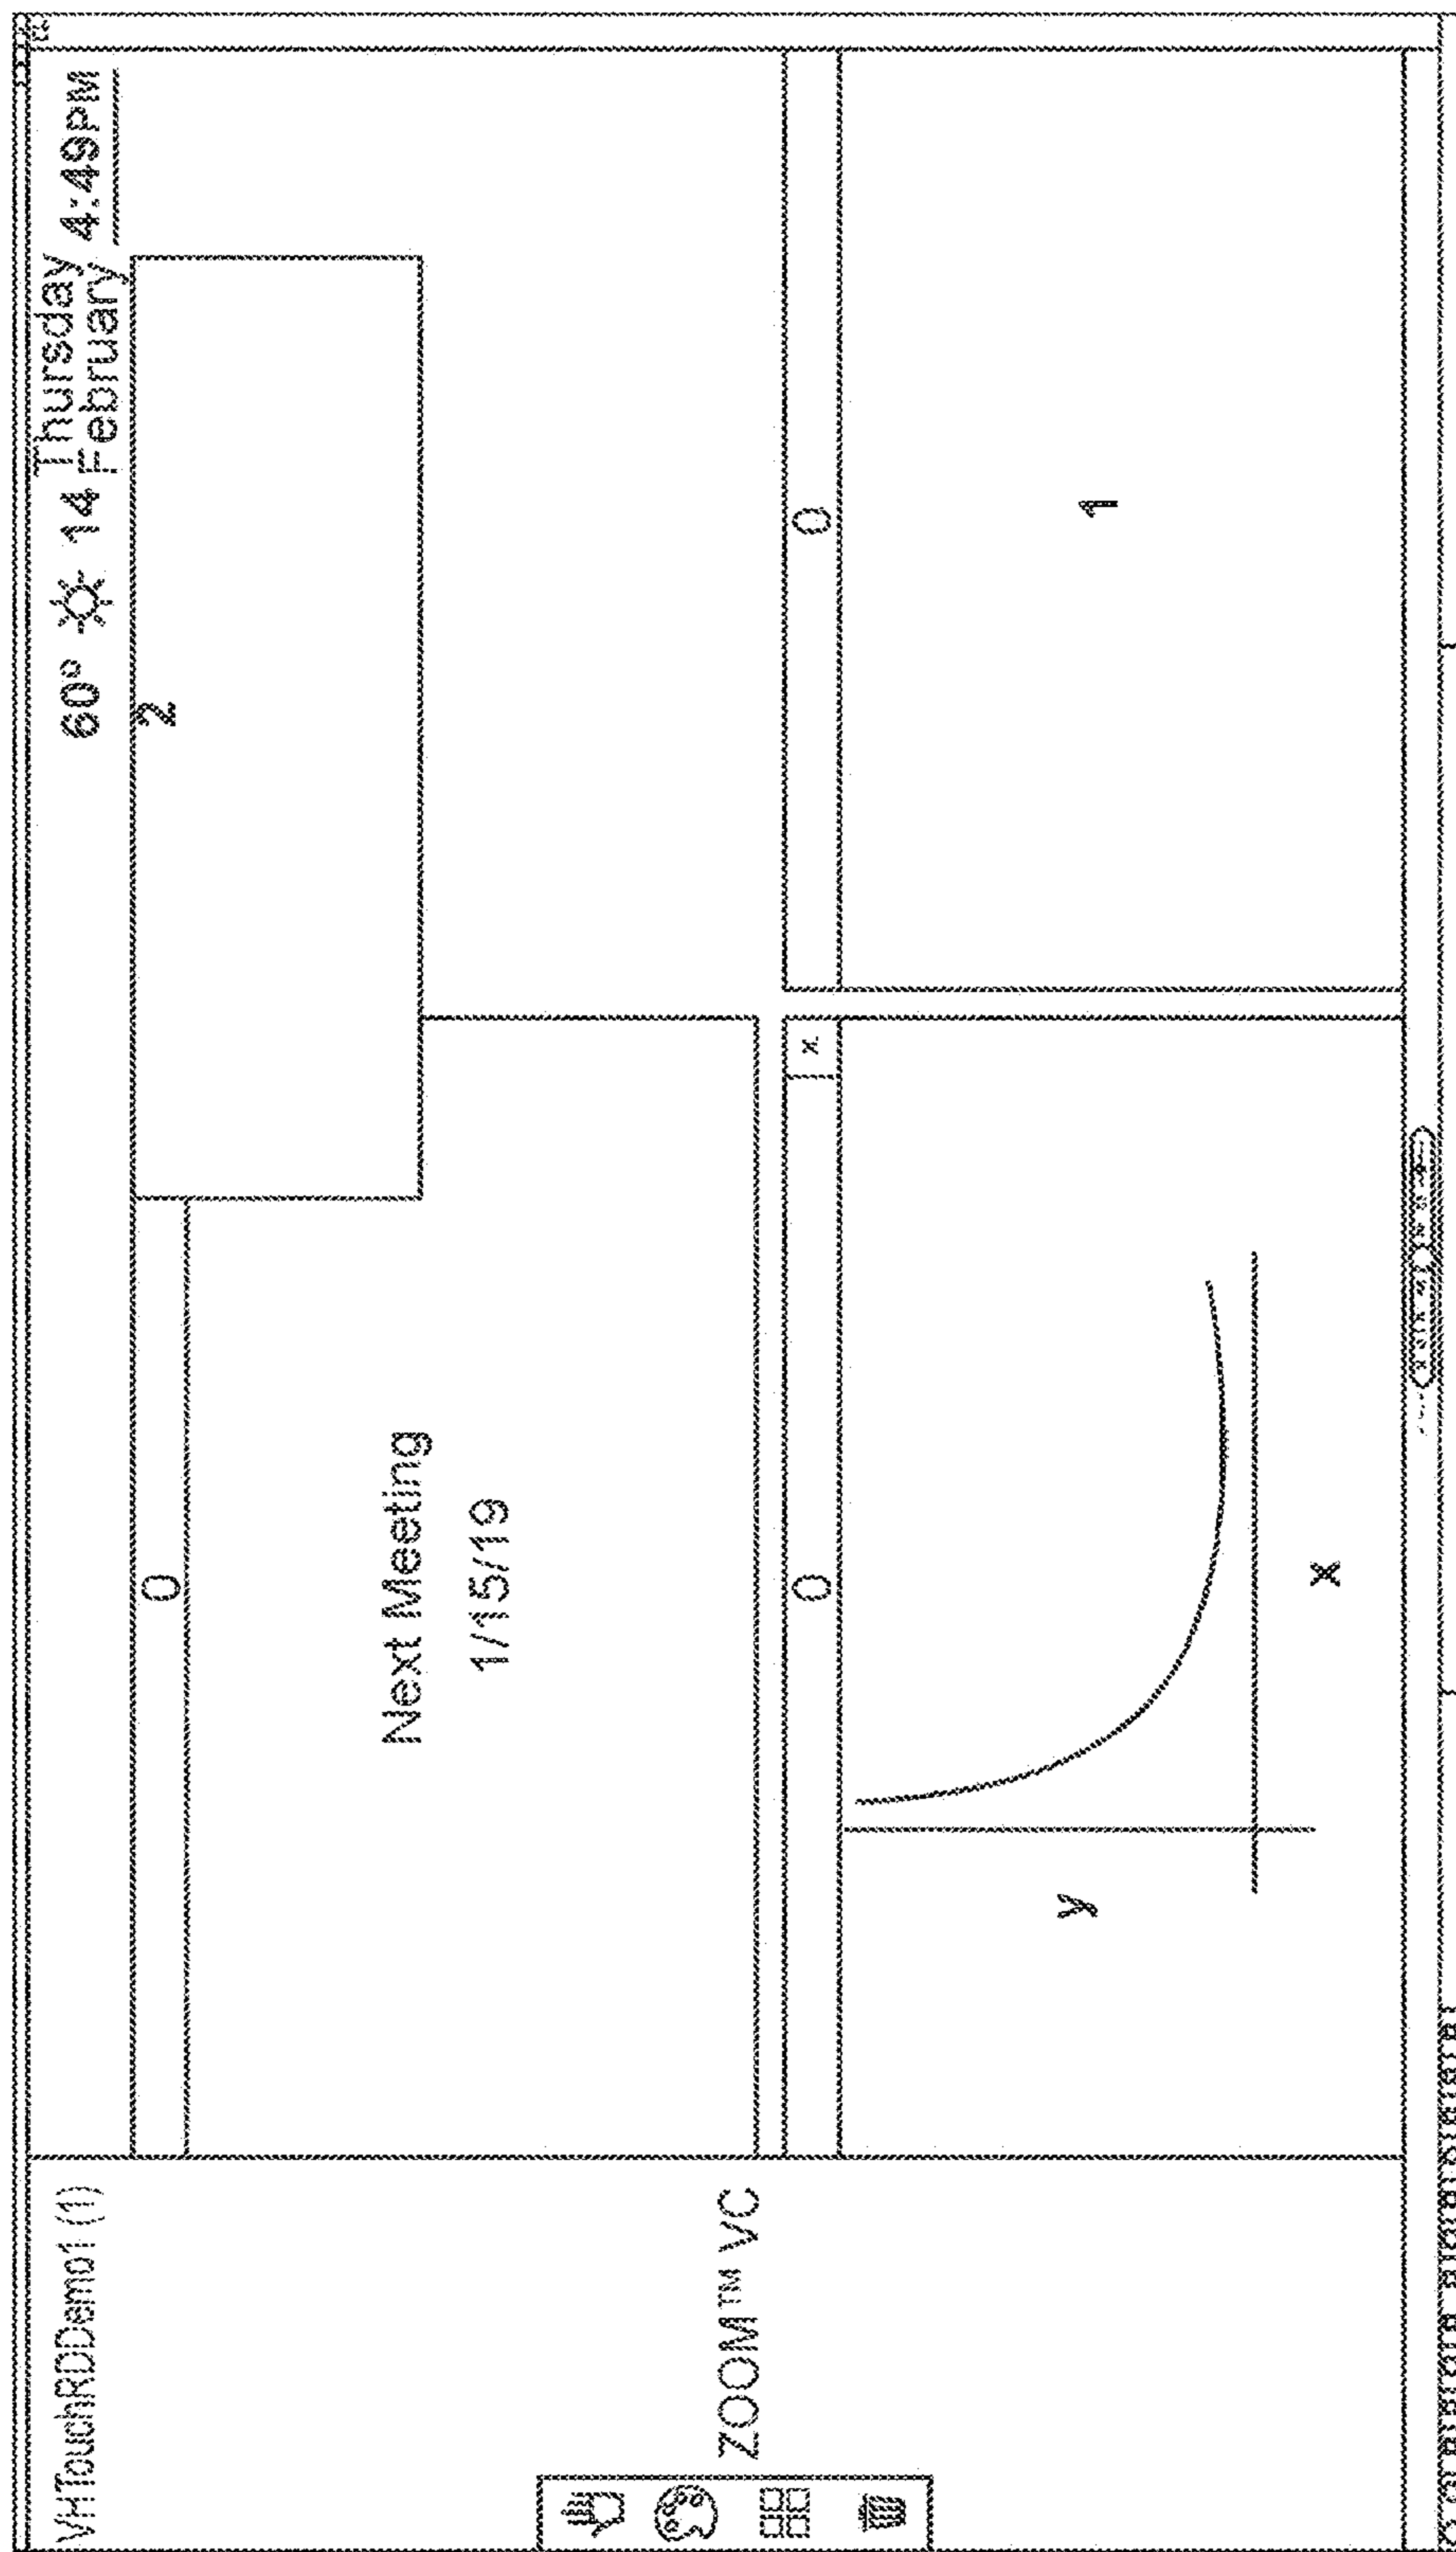 VHTouchRDDemo1 (1)
60° 14 Thursday
February
4:49PM
2
0
Next Meeting
1/15/19
ZOOM™ VC
0
x
0
y
x
1